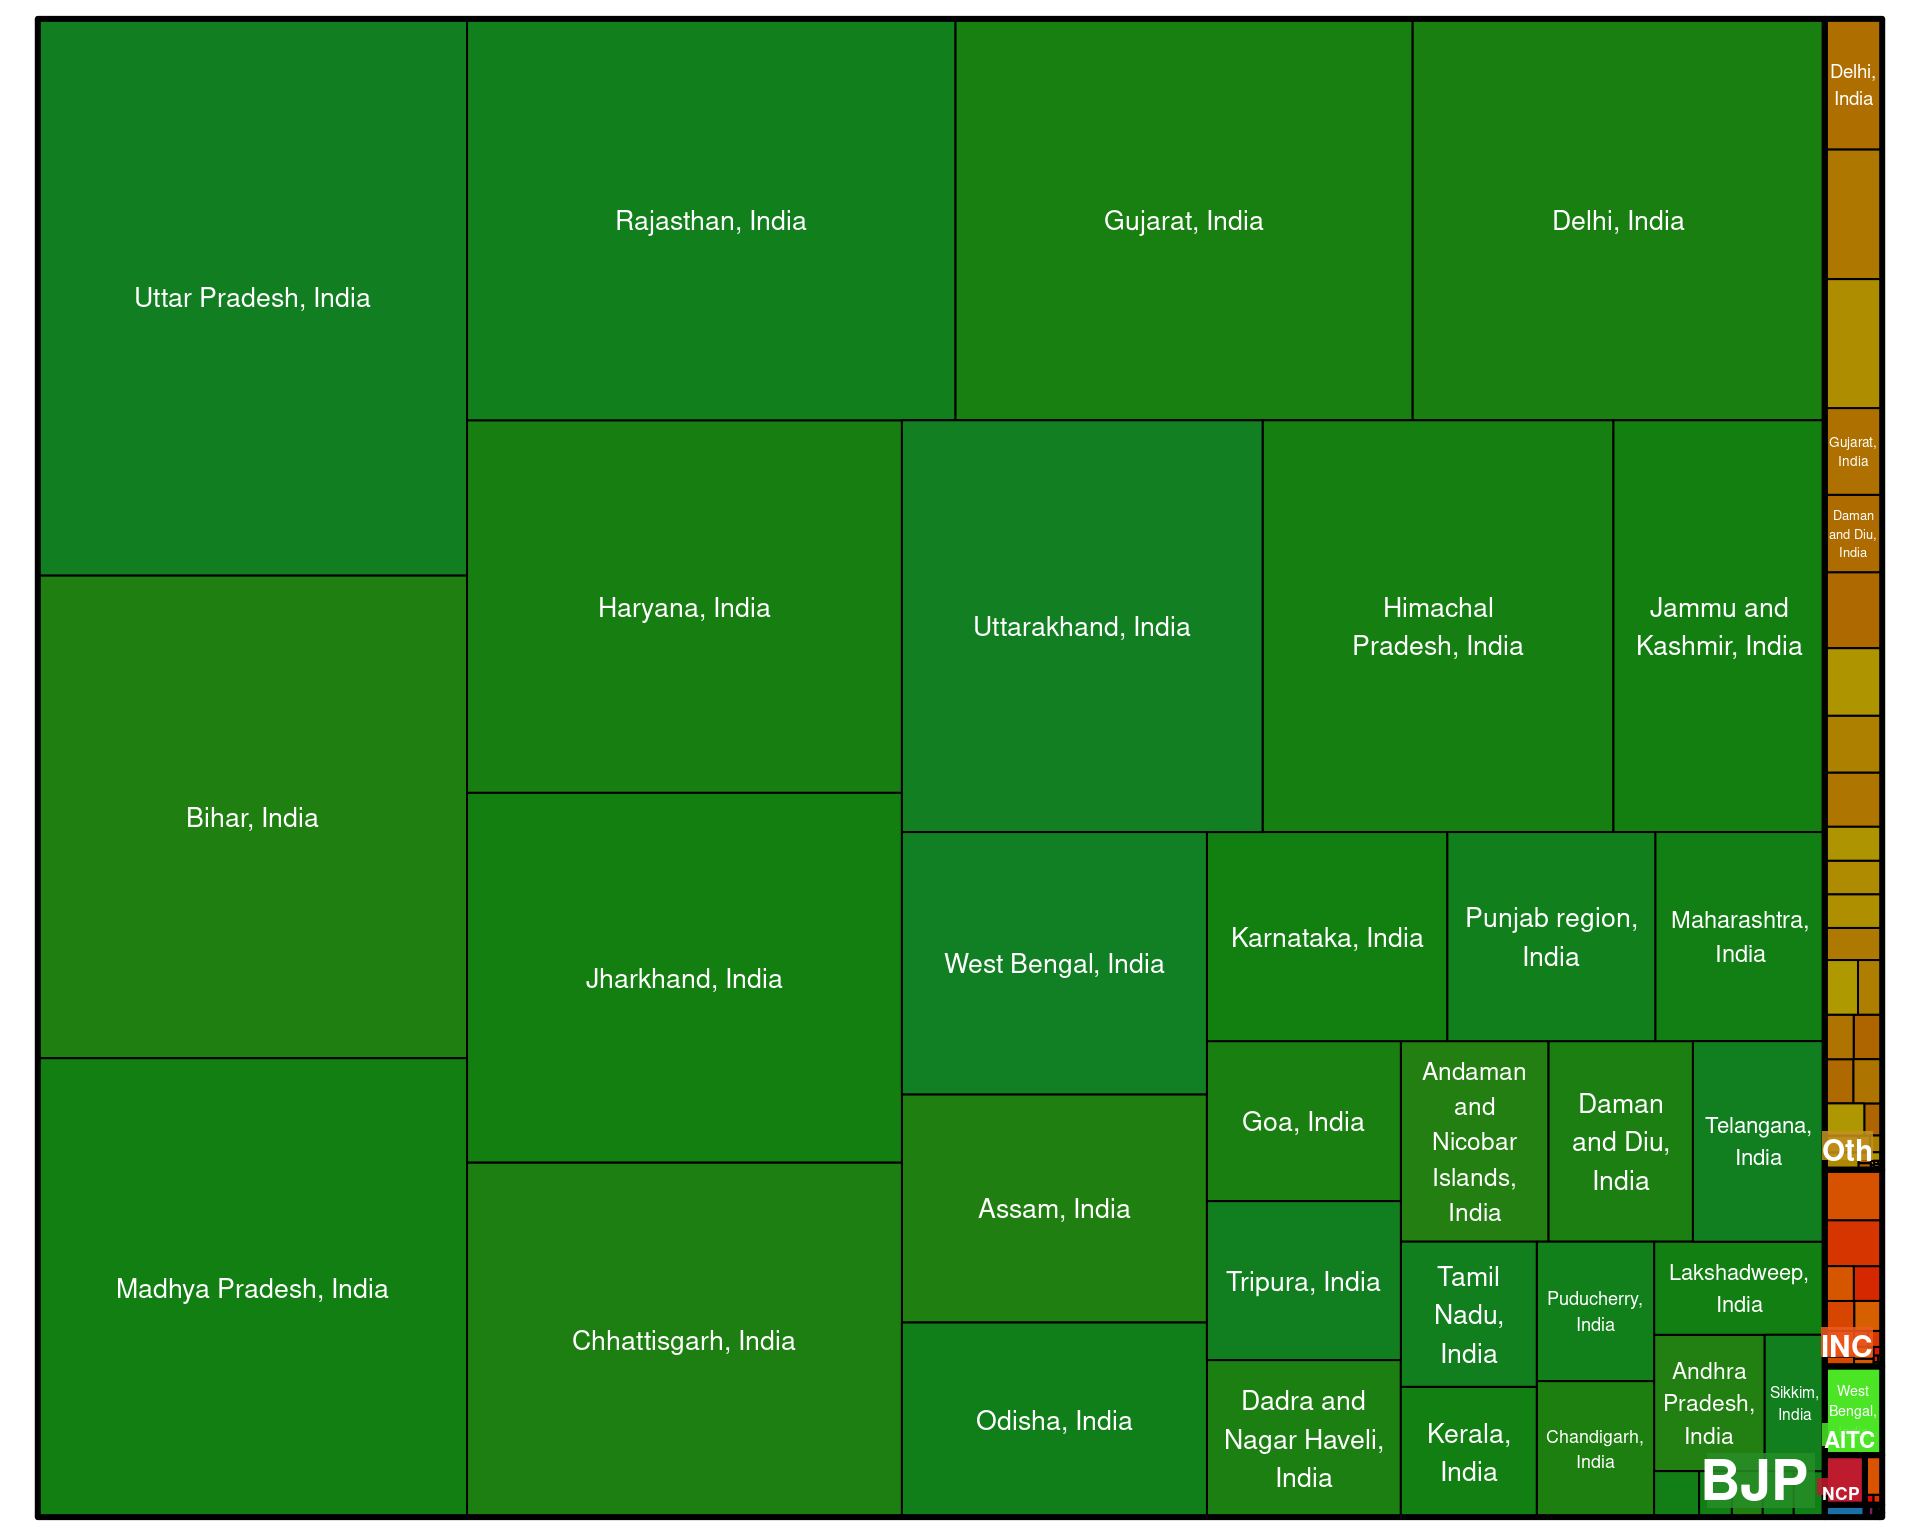 Uttar Pradesh, India
Rajasthan, India
Gujarat, India
Delhi, India
Bihar, India
Haryana, India
Uttarakhand, India
Himachal
Pradesh, India
Jammu and
Kashmir, India
Jharkhand, India
Madhya Pradesh, India
Chhattisgarh, India
West Bengal, India
Karnataka, India
Punjab region,
India
Maharashtra,
India
Assam, India
Odisha, India
Goa, India
Tripura, India
Dadra and
Nagar Haveli,
India
Andaman
and
Nicobar
Islands,
India
Daman
and Diu,
India
Telangana,
India
Tamil
Nadu,
India
Kerala,
India
Puducherry,
India
Chandigarh,
India
Lakshadweep,
India
Andhra
Pradesh,
India
Sikkim,
India
BJP
Delhi,
India
Gujarat,
India
Daman
and Diu,
India
Oth
INC
West
Bengal,
AITC
NCP